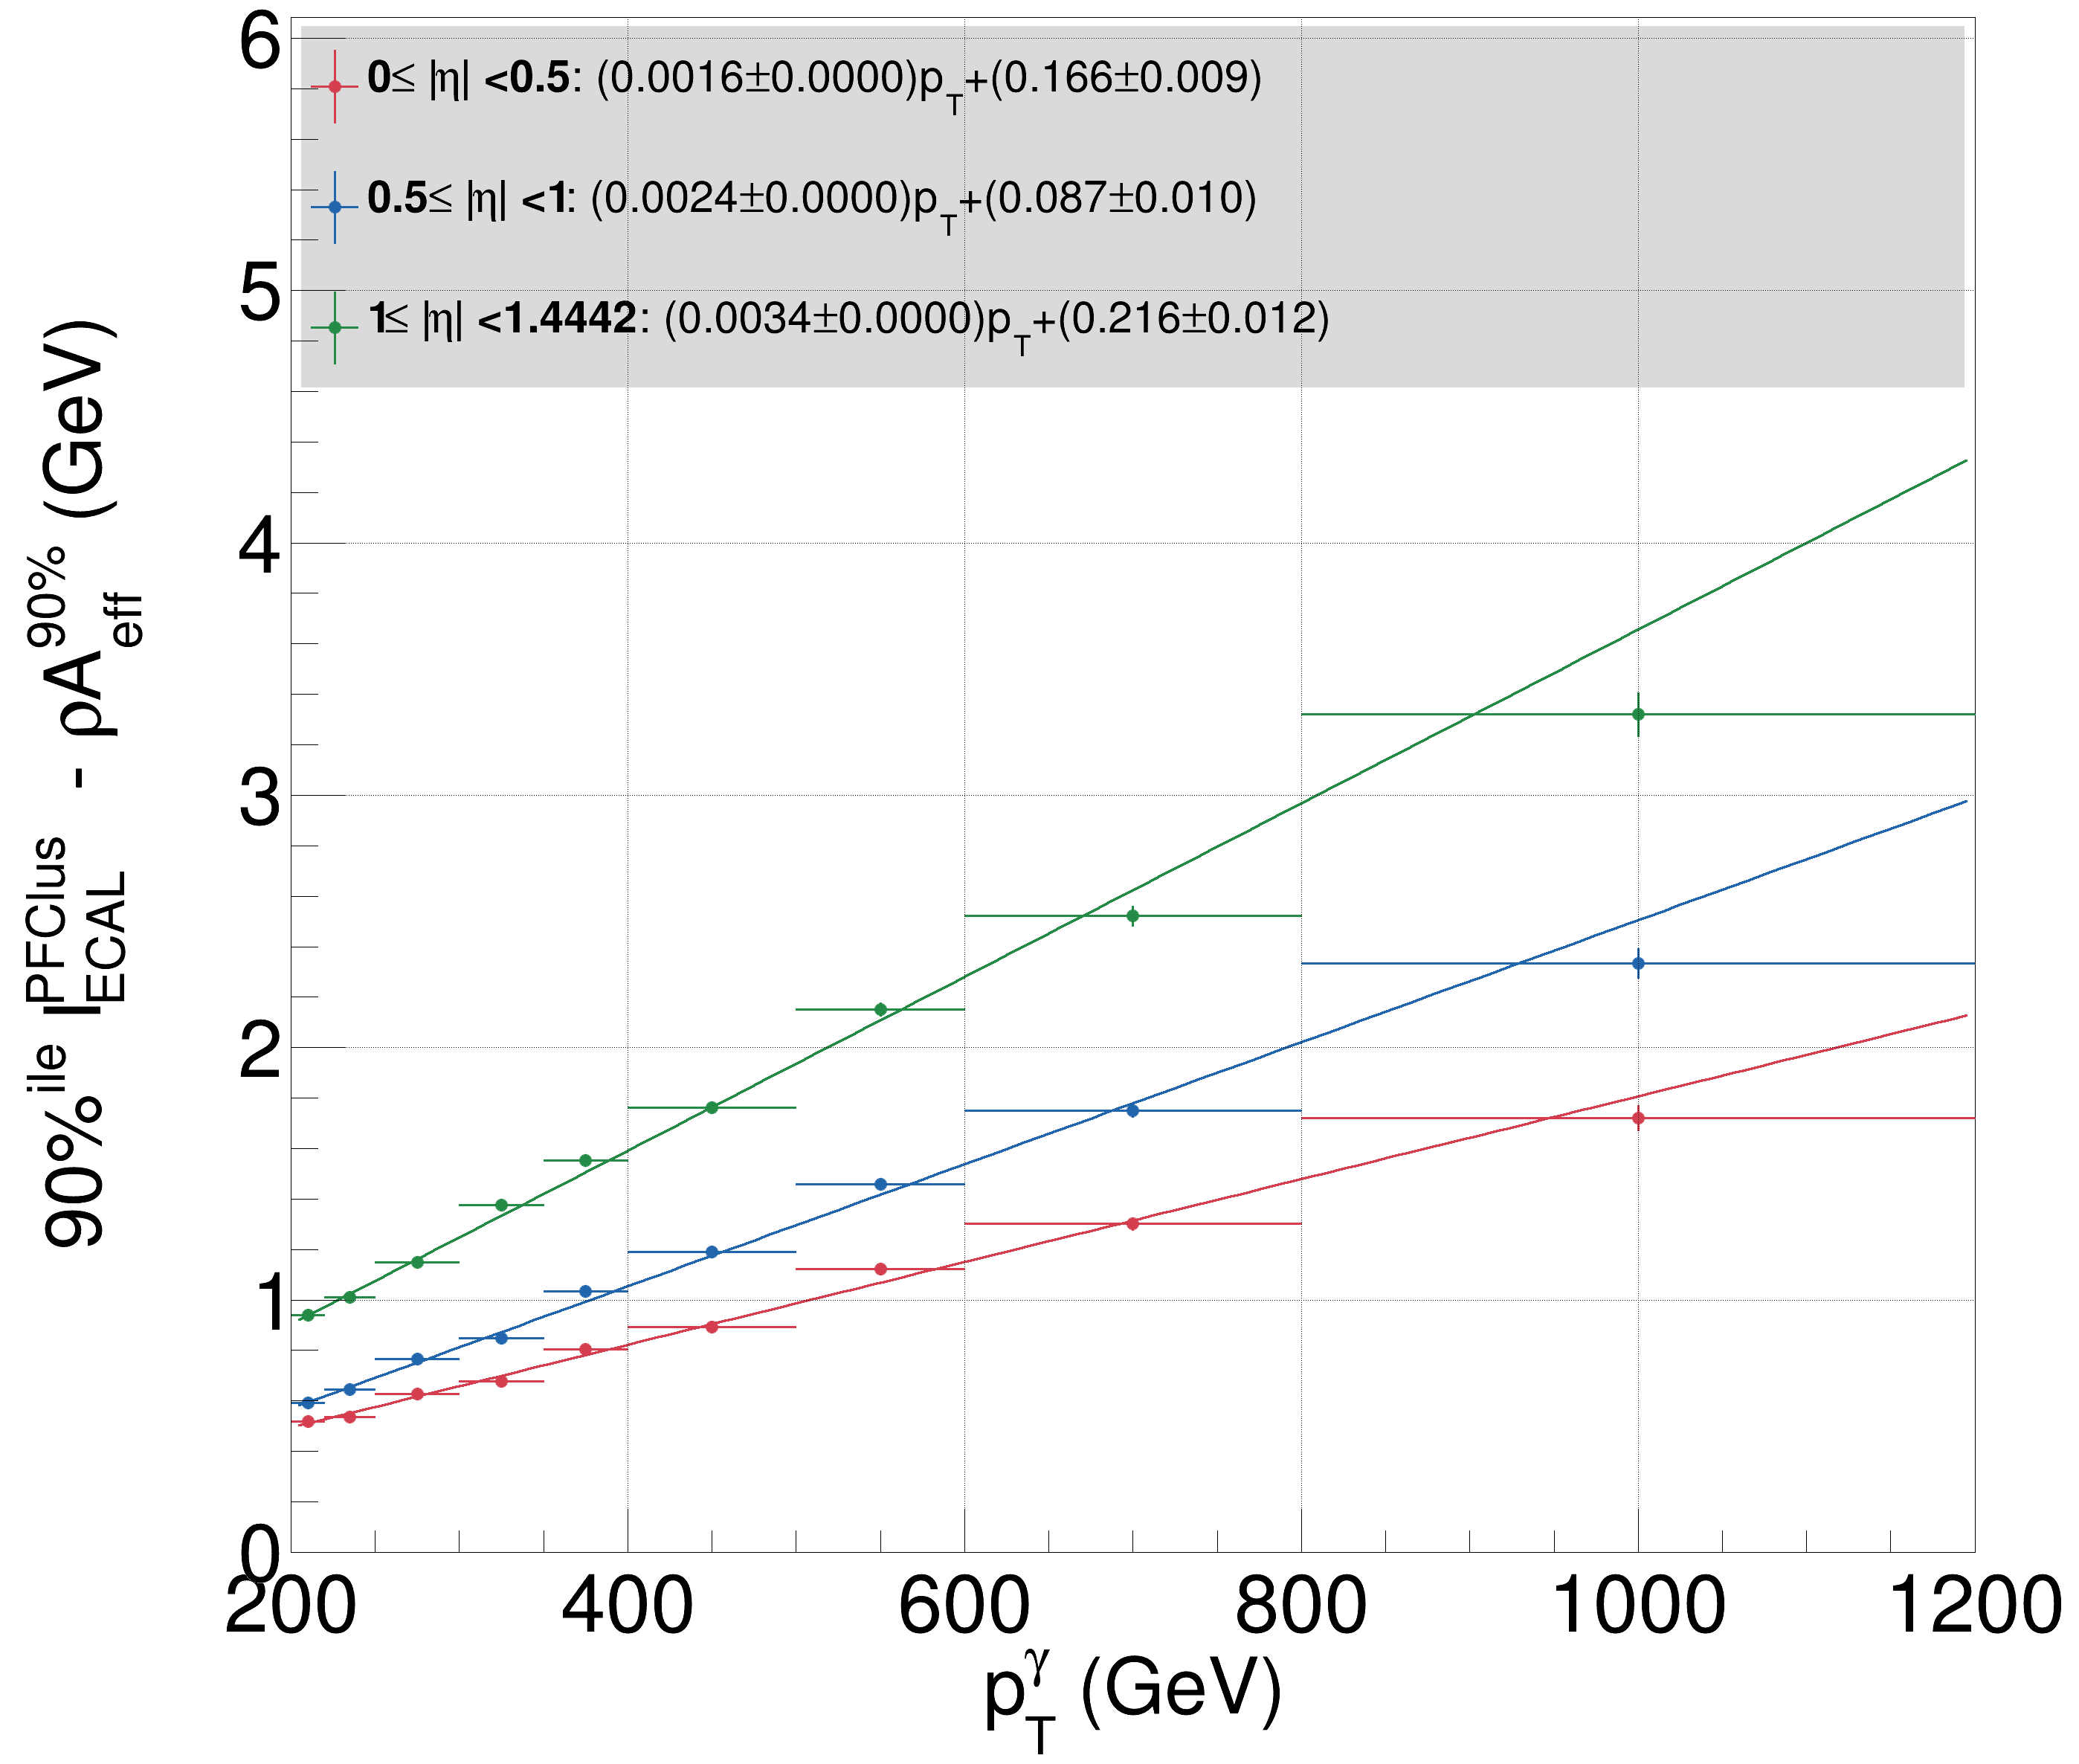 0≤ |η| <0.5: (0.0016±0.0000)p_T+(0.166±0.009)
0.5≤ |η| <1: (0.0024±0.0000)p_T+(0.087±0.010)
1≤ |η| <1.4442: (0.0034±0.0000)p_T+(0.216±0.012)
90%^ile I^PFClus_ECAL - ρA^90%_eff (GeV)
6
5
4
3
2
1
0
200 400 600 800 1000 1200
p^γ_T (GeV)